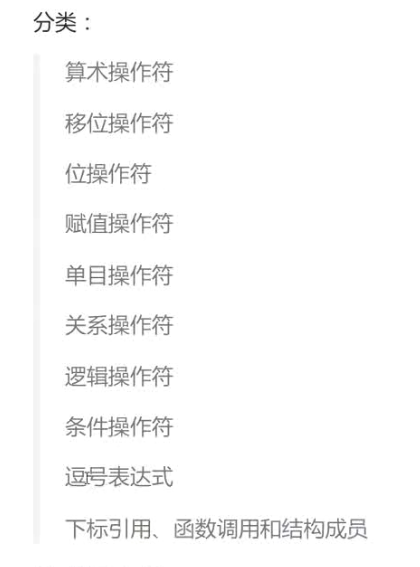 分类：
算术操作符
移位操作符
位操作符
赋值操作符
单目操作符
关系操作符
逻辑操作符
条件操作符
逗号表达式
下标引用、函数调用和结构成员